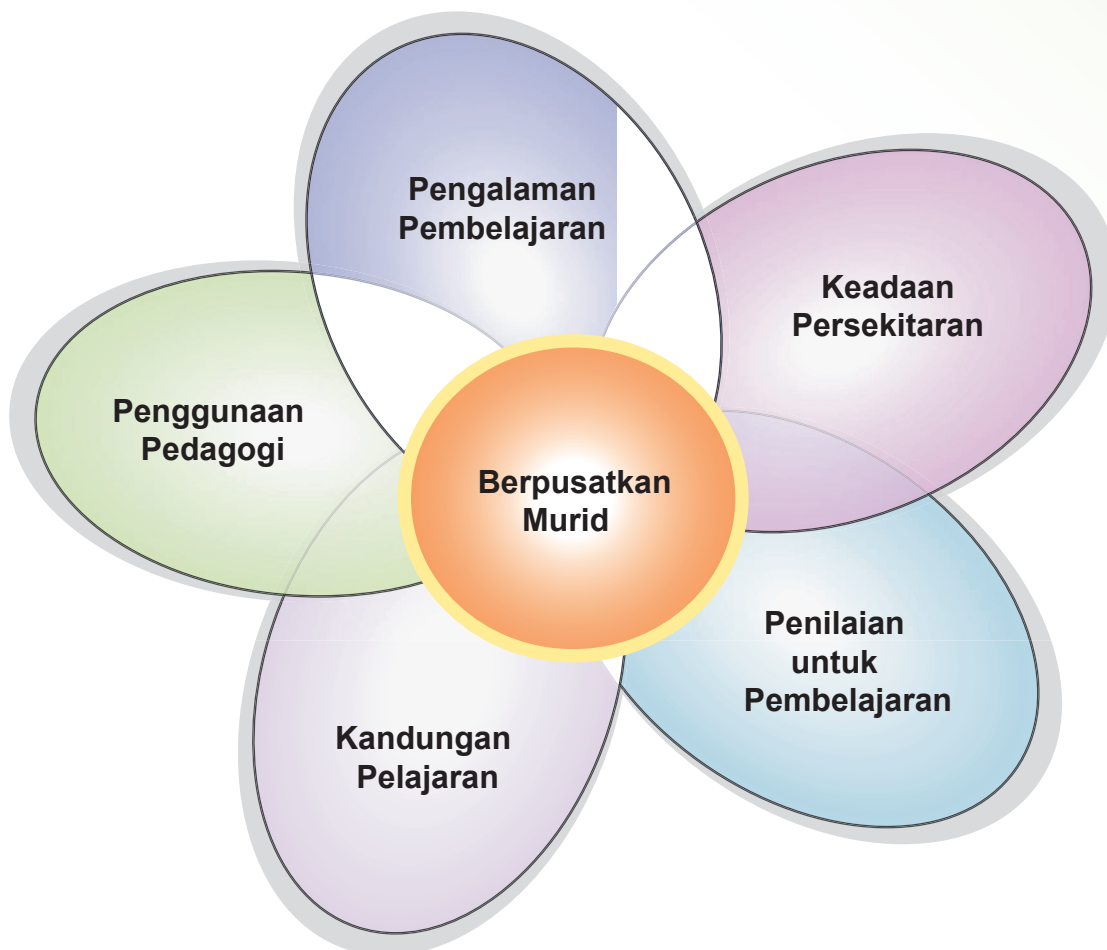 Pengalaman
Pembelajaran
Keadaan
Persekitaran
Penggunaan
Pedagogi
Berpusatkan
Murid
Penilaian
untuk
Pembelajaran
Kandungan
Pelajaran